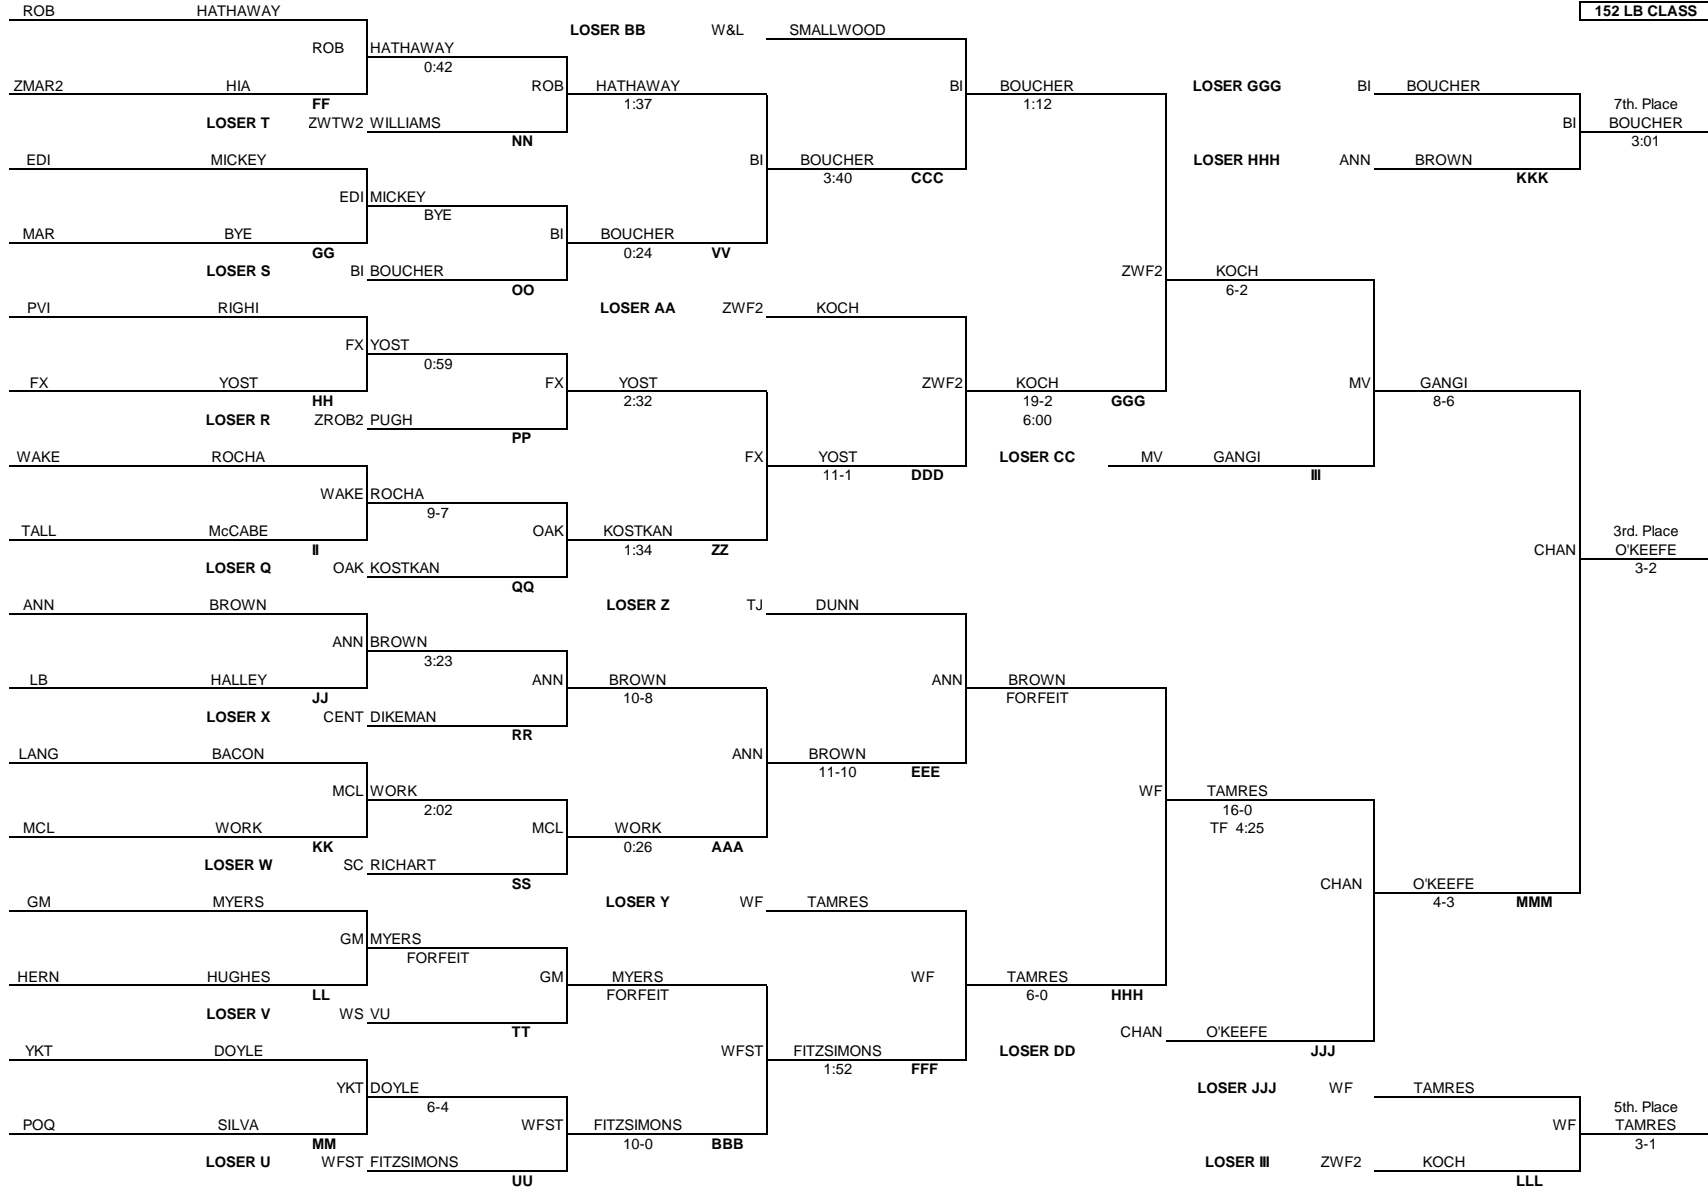 ROB HATHAWAY 152 LB CLASS
LOSER BB W&L SMALLWOOD
ROB HATHAWAY
0:42
ZMAR2 HIA ROB HATHAWAY BI BOUCHER LOSER GGG BI BOUCHER
FF 1:37 1:12 7th. Place
LOSER T ZWTW2 WILLIAMS BI BOUCHER
NN 3:01
EDI MICKEY BI BOUCHER LOSER HHH ANN BROWN
3:40 CCC KKK
EDI MICKEY
BYE
MAR BYE BI BOUCHER
GG 0:24 VV
LOSER S BI BOUCHER ZWF2 KOCH
OO 6-2
PVI RIGHI LOSER AA ZWF2 KOCH
FX YOST
0:59
FX YOST FX YOST ZWF2 KOCH MV GANGI
HH 2:32 19-2 GGG 8-6
LOSER R ZROB2 PUGH 6:00
PP
WAKE ROCHA FX YOST LOSER CC MV GANGI
11-1 DDD III
WAKE ROCHA
9-7
TALL McCABE OAK KOSTKAN 3rd. Place
II 1:34 ZZ CHAN O'KEEFE
LOSER Q OAK KOSTKAN 3-2
QQ
ANN BROWN LOSER Z TJ DUNN
ANN BROWN
3:23
LB HALLEY ANN BROWN ANN BROWN
JJ 10-8 FORFEIT
LOSER X CENT DIKEMAN
RR
LANG BACON ANN BROWN
11-10 EEE
MCL WORK WF TAMRES
2:02 16-0
MCL WORK MCL WORK TF 4:25
KK 0:26 AAA
LOSER W SC RICHART
SS CHAN O'KEEFE
GM MYERS LOSER Y WF TAMRES 4-3 MMM
GM MYERS
FORFEIT
HERN HUGHES GM MYERS WF TAMRES
LL FORFEIT 6-0 HHH
LOSER V WS VU
TT CHAN O'KEEFE
YKT DOYLE WFST FITZSIMONS LOSER DD JJJ
1:52 FFF
YKT DOYLE LOSER JJJ WF TAMRES
6-4 5th. Place
POQ SILVA WFST FITZSIMONS WF TAMRES
MM 10-0 BBB 3-1
LOSER U WFST FITZSIMONS LOSER III ZWF2 KOCH
UU LLL